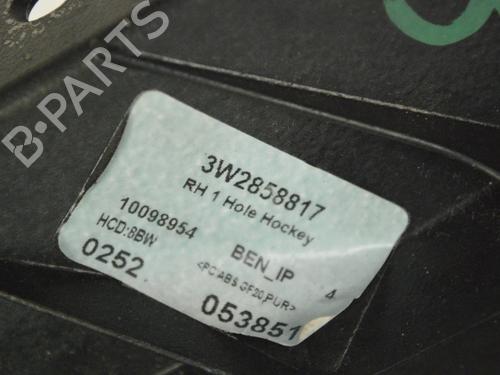 B-PARTS
3W2858817
RH 1 Hole Hockey
10098954
BEN_IP
4
HCD:8BW
<PC.ABS.GF20,PUR>
0252
053851